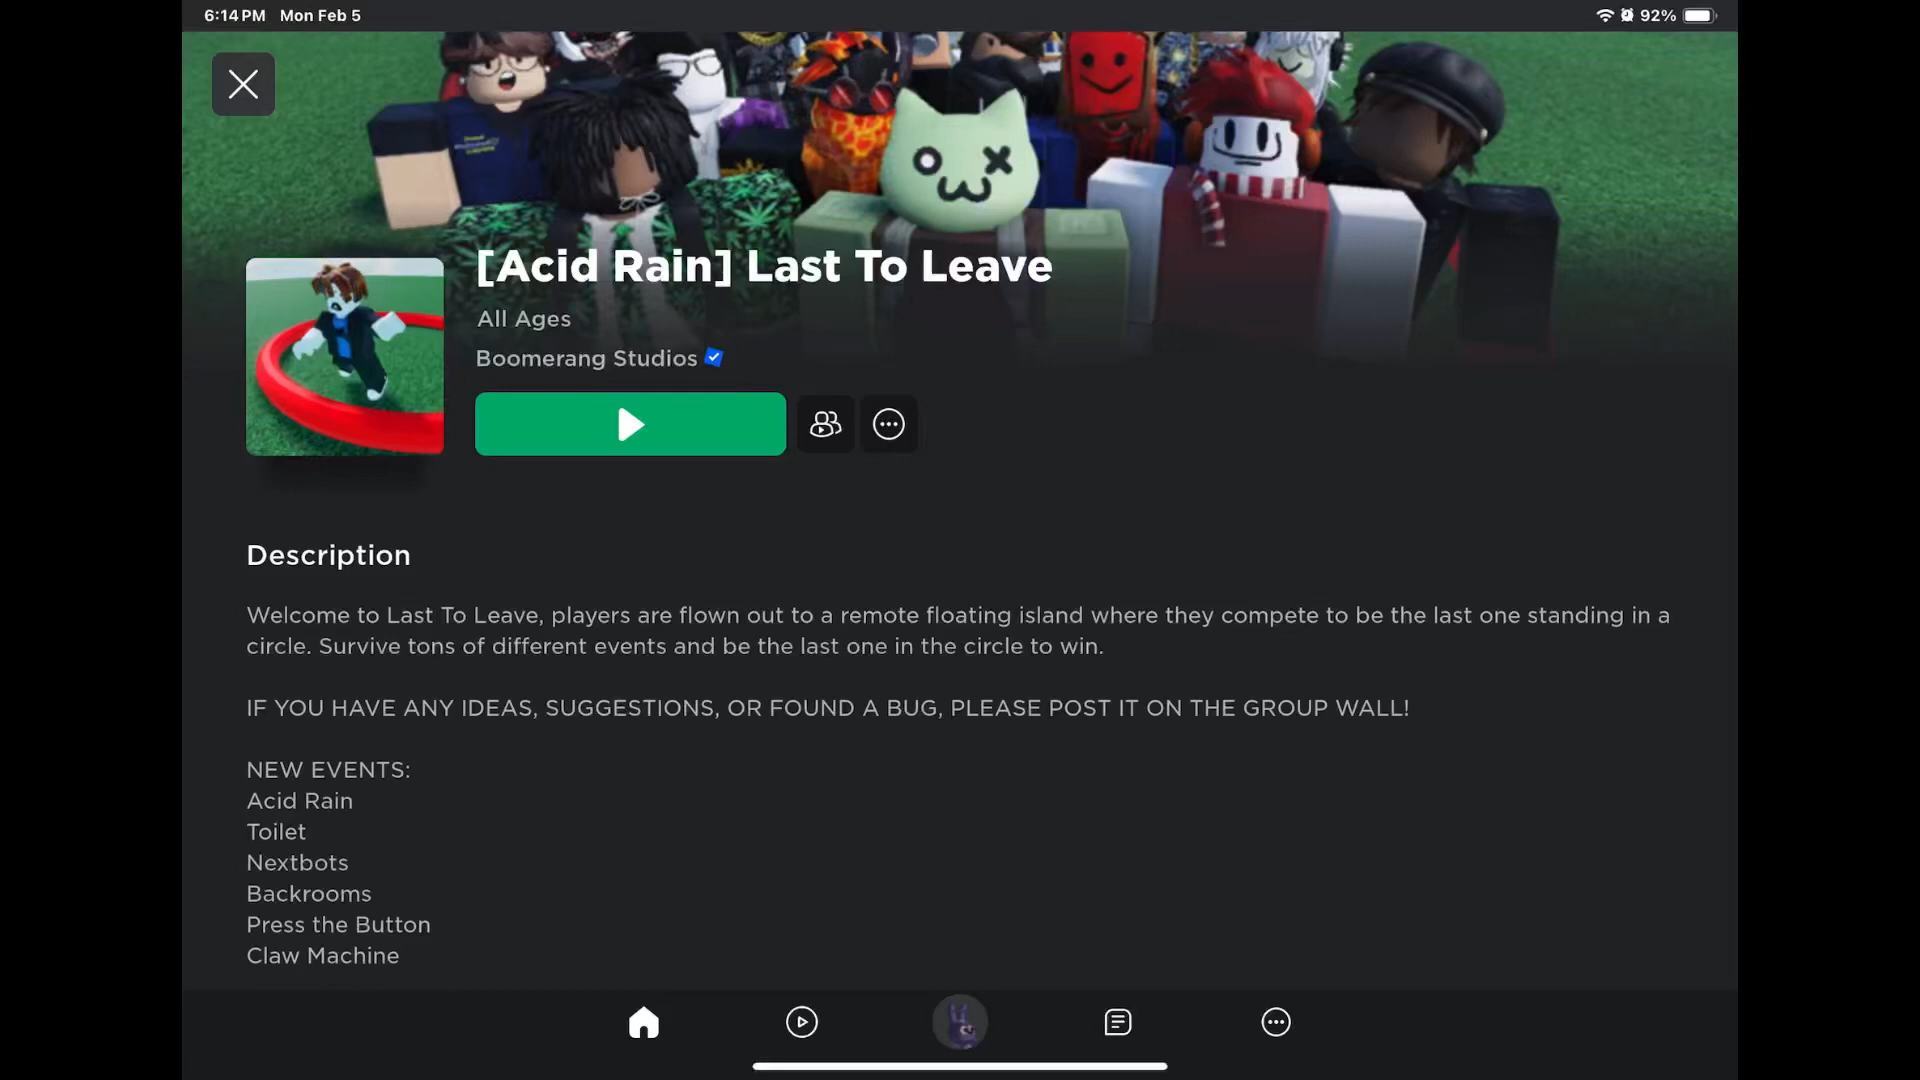 6:14 PM Mon Feb 5
92%
[Acid Rain] Last To Leave
All Ages
Boomerang Studios
Description
Welcome to Last To Leave, players are flown out to a remote floating island where they compete to be the last one standing in a
circle. Survive tons of different events and be the last one in the circle to win.
IF YOU HAVE ANY IDEAS, SUGGESTIONS, OR FOUND A BUG, PLEASE POST IT ON THE GROUP WALL!
NEW EVENTS:
Acid Rain
Toilet
Nextbots
Backrooms
Press the Button
Claw Machine